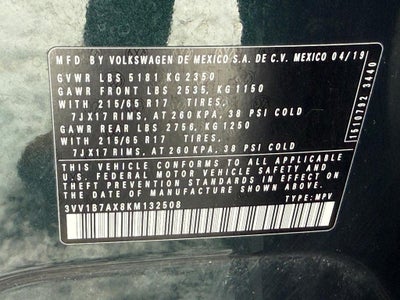 MFD BY VOLKSWAGEN DE MEXICO S.A. DE C.V. MEXICO 04/19
GVWR LBS 5181 KG 2350
GAWR FRONT LBS 2535, KG 1150
WITH 215/65 R17 TIRES,
7JX17 RIMS, AT 260 KPA, 38 PSI COLD
GAWR REAR LBS 2756, KG 1250
WITH 215/65 R17 TIRES,
7JX17 RIMS, AT 260 KPA, 38 PSI COLD
THIS VEHICLE CONFORMS TO ALL APPLICABLE
U.S. FEDERAL MOTOR VEHICLE SAFETY AND
THEFT PREVENTION STANDARDS IN EFFECT ON
THE DATE OF MANUFACTURE SHOWN ABOVE.
3VV1B7AX8KM132508 TYPE: MPV
1510702 3440